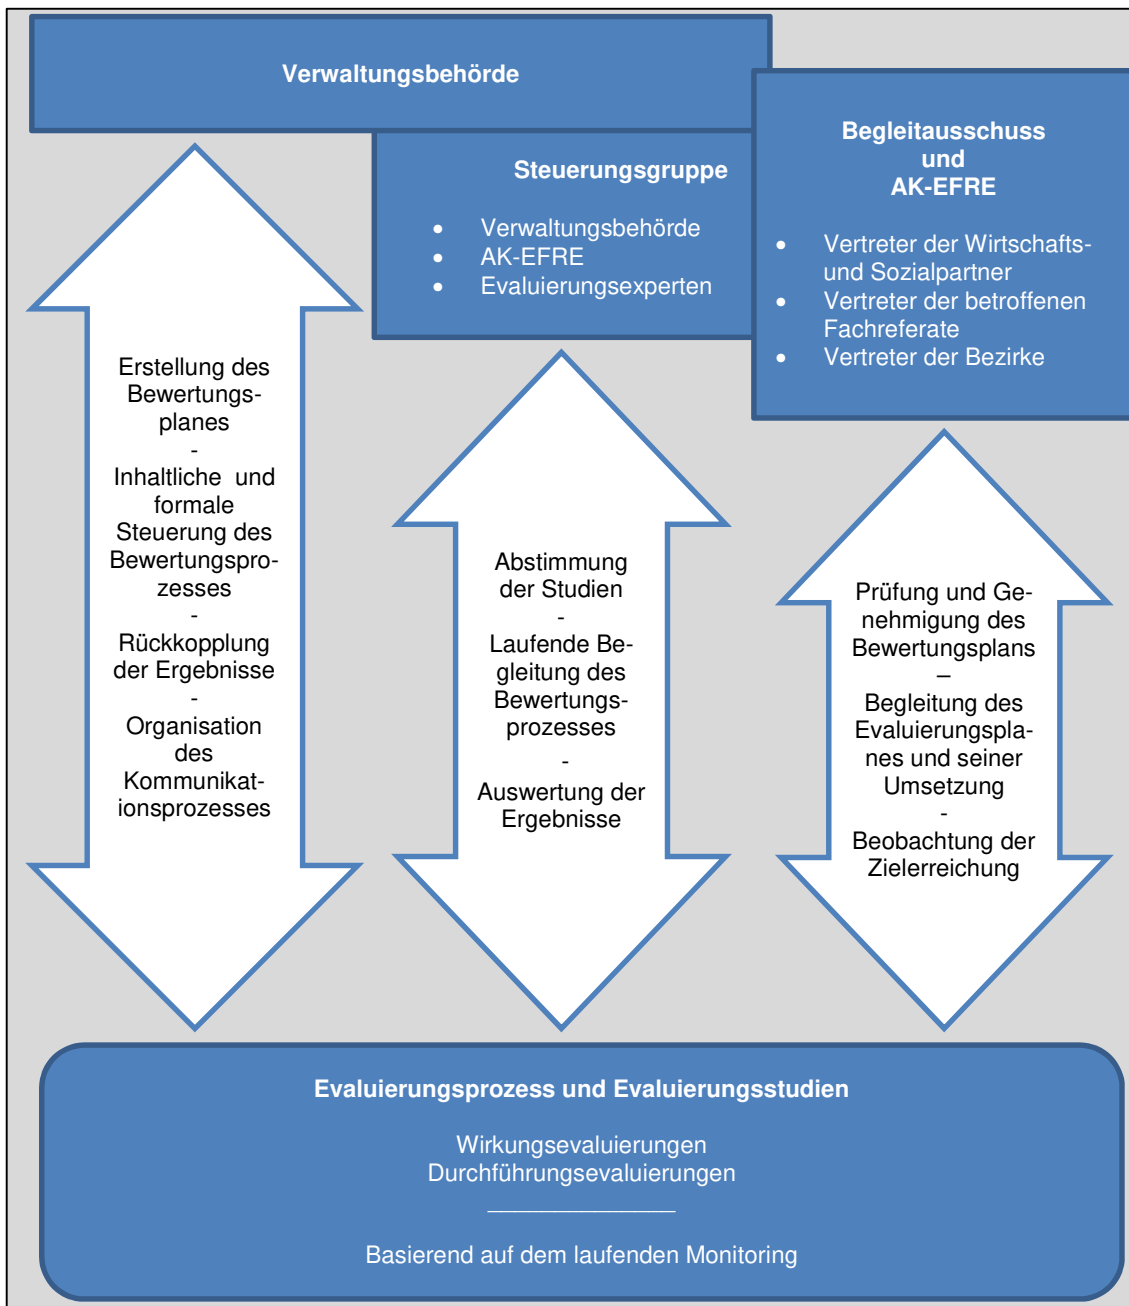 Verwaltungsbehörde
Steuerungsgruppe
• Verwaltungsbehörde
• AK-EFRE
• Evaluierungsexperten
Begleitausschuss
und
AK-EFRE
• Vertreter der Wirtschafts-
und Sozialpartner
• Vertreter der betroffenen
Fachreferate
• Vertreter der Bezirke
Erstellung des
Bewertungs-
planes
-
Inhaltliche und
formale
Steuerung des
Bewertungspro-
zesses
-
Rückkopplung
der Ergebnisse
-
Organisation
des
Kommunikat-
ionsprozesses
Abstimmung
der Studien
-
Laufende Be-
gleitung des
Bewertungs-
prozesses
-
Auswertung der
Ergebnisse
Prüfung und Ge-
nehmigung des
Bewertungsplans
–
Begleitung des
Evaluierungspla-
nes und seiner
Umsetzung
-
Beobachtung der
Zielerreichung
Evaluierungsprozess und Evaluierungsstudien
Wirkungsevaluierungen
Durchführungsevaluierungen
Basierend auf dem laufenden Monitoring